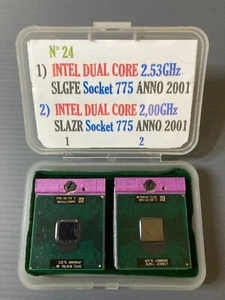 N° 24
1) INTEL DUAL CORE 2.53GHz
SLGFE Socket 775 ANNO 2001
2) INTEL DUAL CORE 2,00GHz
SLAZR Socket 775 ANNO 2001
1 2